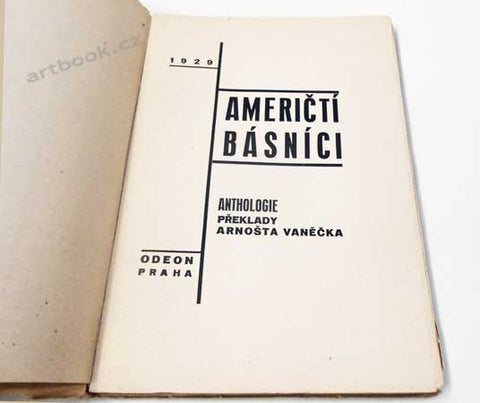 artbook.cz
1929
AMERIČTÍ
BÁSNÍCI
ANTHOLOGIE
PŘEKLADY
ARNOŠTA VANĚČKA
ODEON
PRAHA